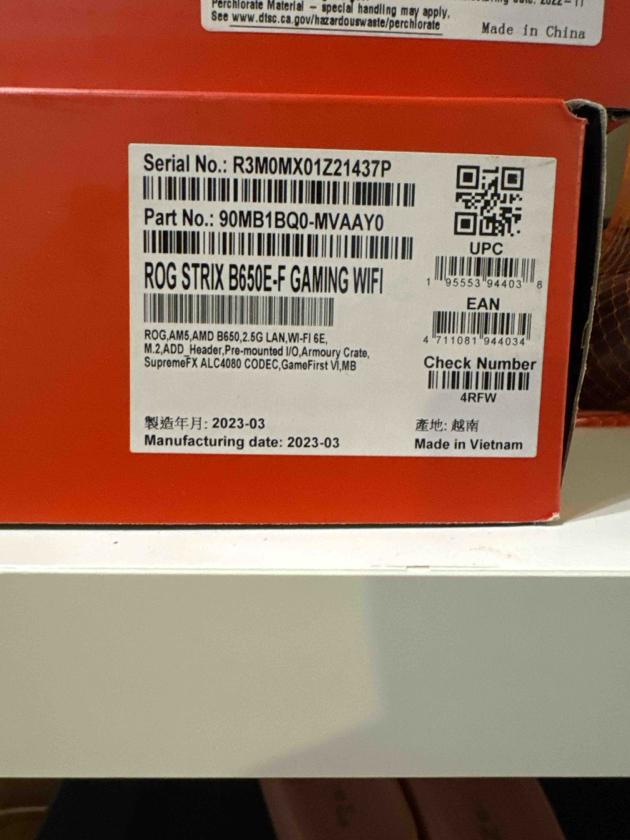 Perchlorate Material – special handling may apply,
See www.dtsc.ca.gov/hazardouswaste/perchlorate
Made in China
Serial No.: R3M0MX01Z21437P
Part No.: 90MB1BQ0-MVAAY0
ROG STRIX B650E-F GAMING WIFI
ROG,AM5,AMD B650,2.5G LAN,WI-FI 6E,
M.2,ADD_Header,Pre-mounted I/O,Armoury Crate,
SupremeFX ALC4080 CODEC,GameFirst VI,MB
製造年月: 2023-03
Manufacturing date: 2023-03
UPC
1 95553 94403 8
EAN
4 711081 944034
Check Number
4RFW
產地: 越南
Made in Vietnam